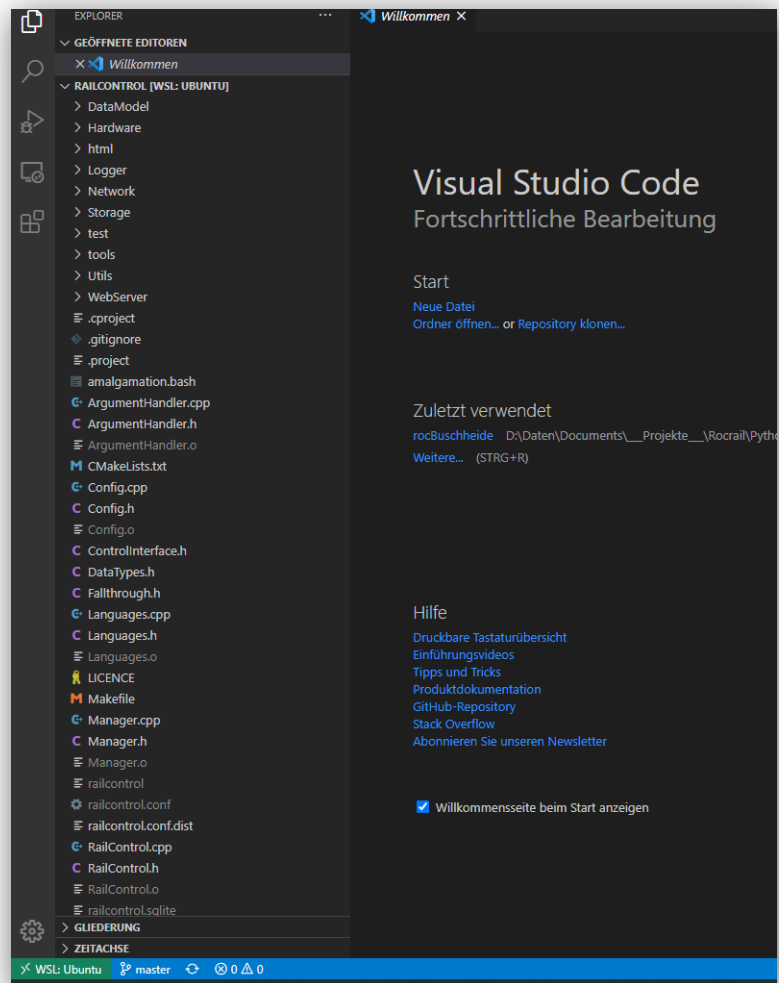 EXPLORER ...
Willkommen
GEÖFFNETE EDITOREN
Willkommen
RAILCONTROL [WSL: UBUNTU]
DataModel
Hardware
html
Logger
Network
Storage
test
tools
Utils
WebServer
.cproject
.gitignore
.project
amalgamation.bash
ArgumentHandler.cpp
ArgumentHandler.h
ArgumentHandler.o
CMakeLists.txt
Config.cpp
Config.h
Config.o
ControlInterface.h
DataTypes.h
Fallthrough.h
Languages.cpp
Languages.h
Languages.o
LICENCE
Makefile
Manager.cpp
Manager.h
Manager.o
railcontrol
railcontrol.conf
railcontrol.conf.dist
RailControl.cpp
RailControl.h
RailControl.o
railcontrol.sqlite
GLIEDERUNG
ZEITACHSE
Visual Studio Code
Fortschrittliche Bearbeitung
Start
Neue Datei
Ordner öffnen... or Repository klonen...
Zuletzt verwendet
rocBuschheide D:\Daten\Documents\___Projekte___\Rocrail\Pytho
Weitere... (STRG+R)
Hilfe
Druckbare Tastaturübersicht
Einführungsvideos
Tipps und Tricks
Produktdokumentation
GitHub-Repository
Stack Overflow
Abonnieren Sie unseren Newsletter
Willkommensseite beim Start anzeigen
WSL: Ubuntu master 0 0